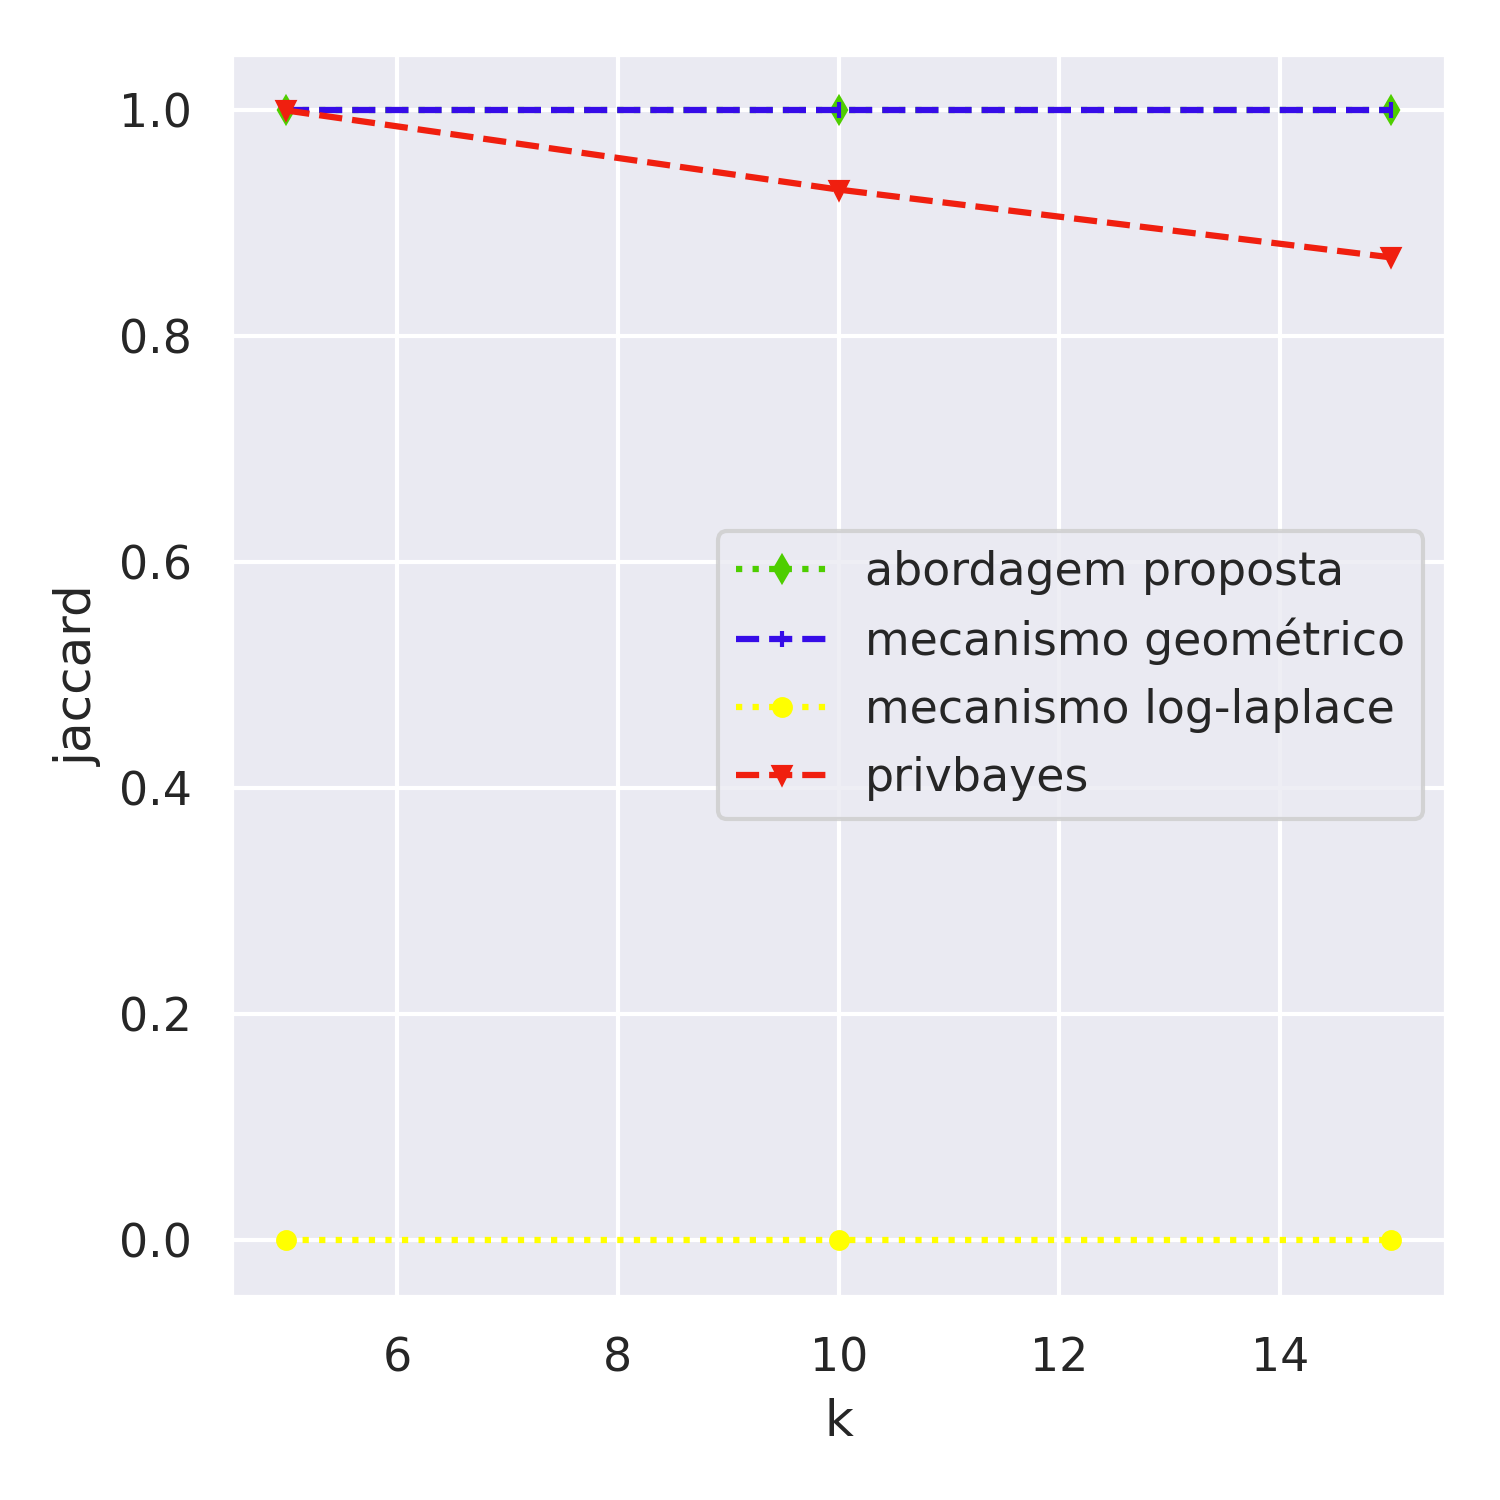 1.0
0.8
0.6
0.4
0.2
0.0
jaccard
abordagem proposta
mecanismo geométrico
mecanismo log-laplace
privbayes
6 8 10 12 14
k